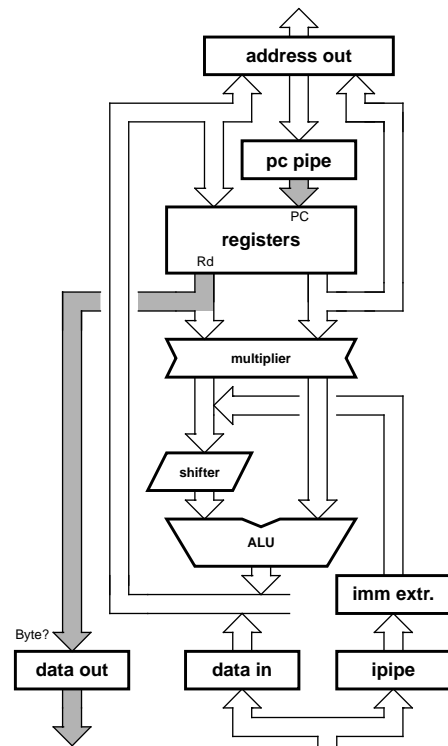 address out
pc pipe
PC
registers
Rd
multiplier
shifter
ALU
imm extr.
Byte?
data out
data in
ipipe